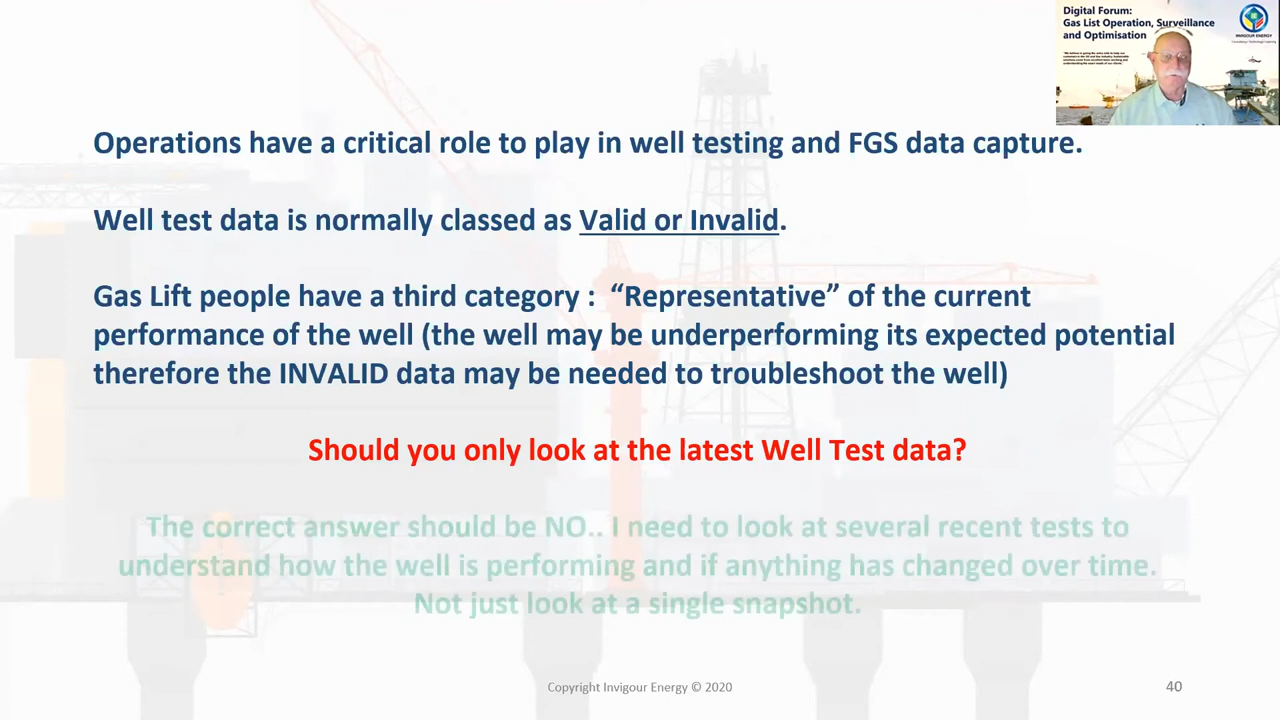 Digital Forum:
Gas List Operation, Surveillance
and Optimisation
INVIGOUR ENERGY
Operations have a critical role to play in well testing and FGS data capture.
Well test data is normally classed as Valid or Invalid.
Gas Lift people have a third category : “Representative” of the current
performance of the well (the well may be underperforming its expected potential
therefore the INVALID data may be needed to troubleshoot the well)
Should you only look at the latest Well Test data?
The correct answer should be NO.. I need to look at several recent tests to
understand how the well is performing and if anything has changed over time.
Not just look at a single snapshot.
Copyright Invigour Energy © 2020
40